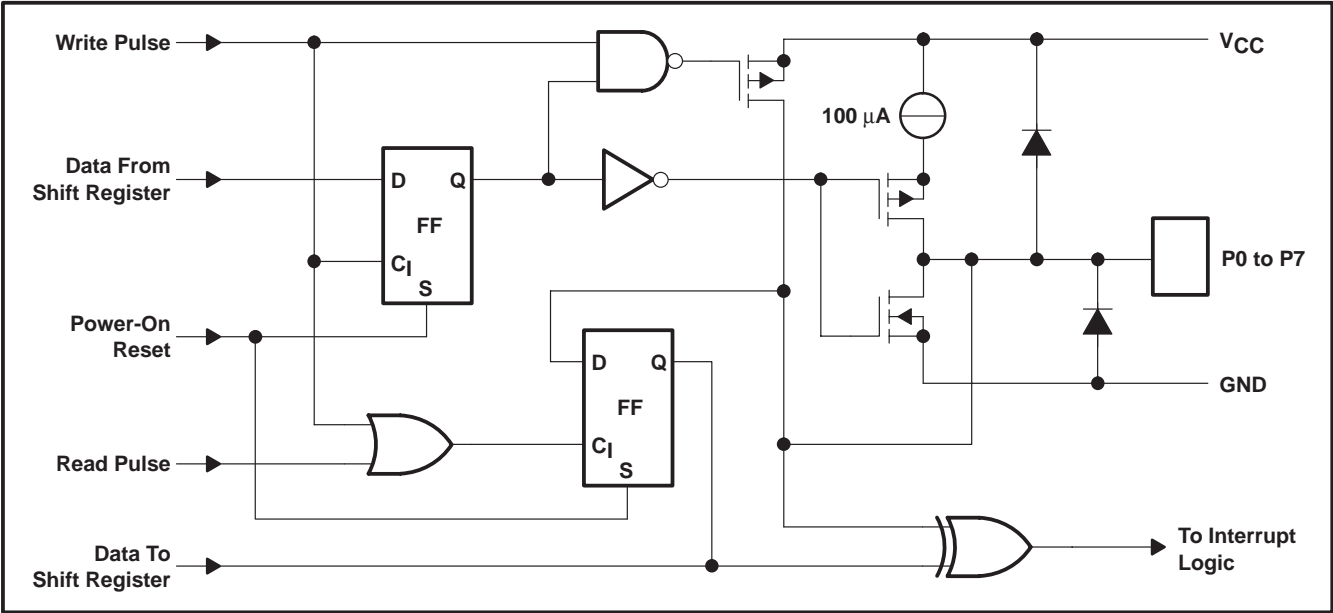 Write Pulse
VCC
100 μA
Data From
Shift Register
D
Q
FF
CI
S
P0 to P7
Power-On
Reset
D
Q
FF
CI
S
GND
Read Pulse
Data To
Shift Register
To Interrupt
Logic